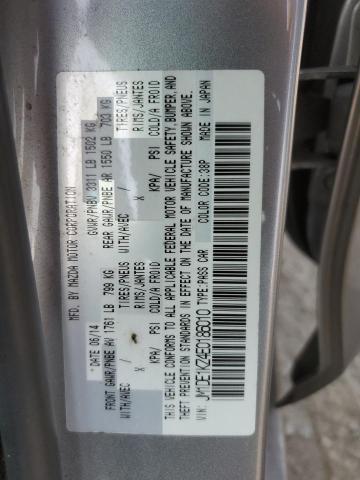 MFD. BY MAZDA MOTOR CORPORATION
GVWR/PNBV 3311 LB 1502 KG
DATE 06/14
FRONT GAWR/PNBE AV 1761 LB 799 KG
REAR GAWR/PNBE AR 1550 LB 703 KG
WITH/AVEC / TIRES/PNEUS WITH/AVEC / TIRES/PNEUS
X RIMS/JANTES X RIMS/JANTES
KPA/ PSI COLD/A FROID KPA/ PSI COLD/A FROID
THIS VEHICLE CONFORMS TO ALL APPLICABLE FEDERAL MOTOR VEHICLE SAFETY, BUMPER, AND
THEFT PREVENTION STANDARDS IN EFFECT ON THE DATE OF MANUFACTURE SHOWN ABOVE.
VIN: TYPE:PASS CAR COLOR CODE:38P MADE IN JAPAN